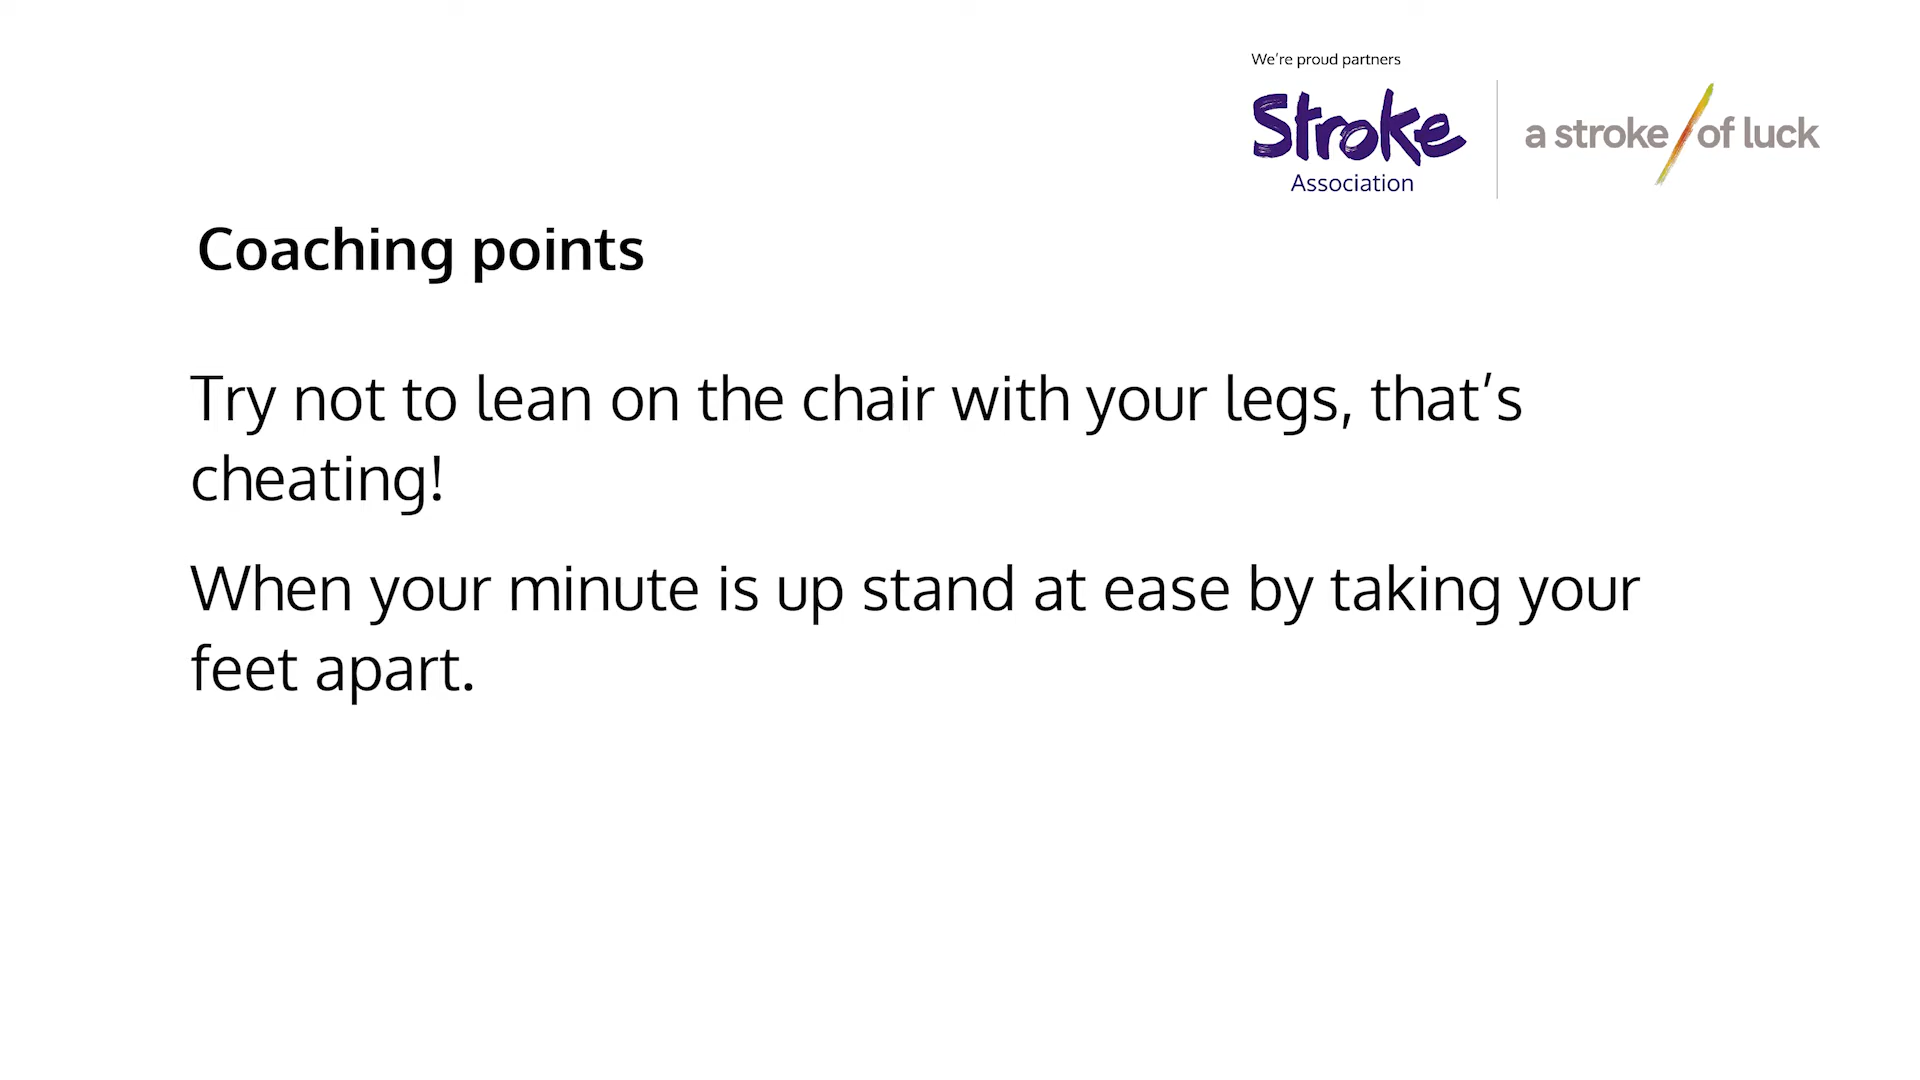 We're proud partners
Stroke
Association
a stroke of luck
Coaching points
Try not to lean on the chair with your legs, that's
cheating!
When your minute is up stand at ease by taking your
feet apart.